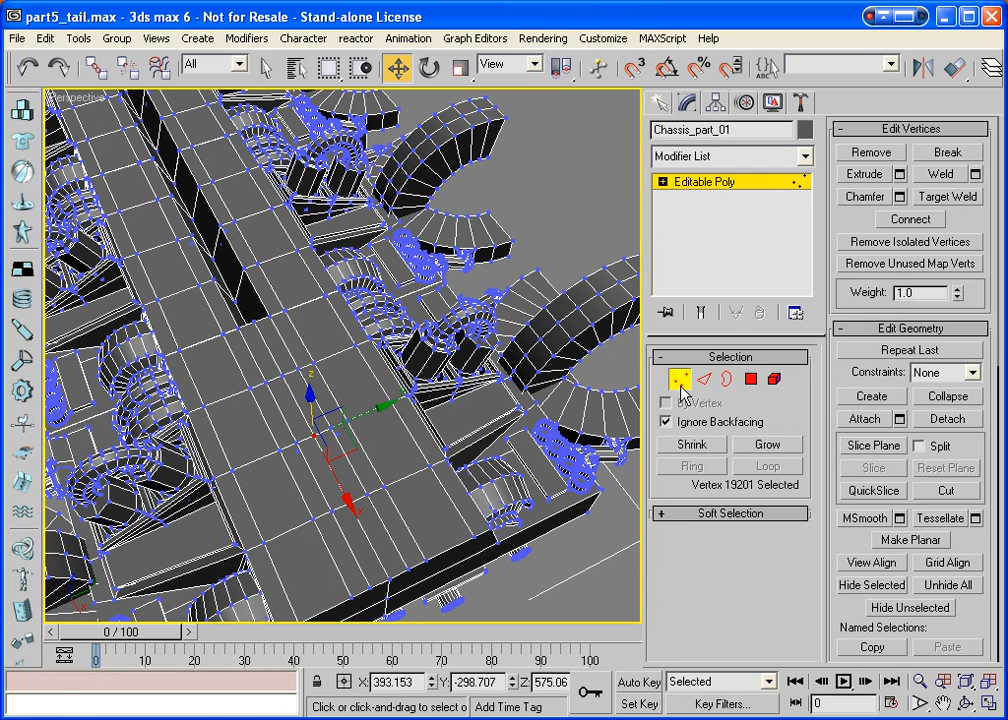 part5_tail.max - 3ds max 6 - Not for Resale - Stand-alone License
File Edit Tools Group Views Create Modifiers Character reactor Animation Graph Editors Rendering Customize MAXScript Help
All
View
3
%
ABC
Perspective
Chassis_part_01
Modifier List
Editable Poly
Selection
By Vertex
Ignore Backfacing
Shrink Grow
Ring Loop
Vertex 19201 Selected
Soft Selection
Edit Vertices
Remove Break
Extrude Weld
Chamfer Target Weld
Connect
Remove Isolated Vertices
Remove Unused Map Verts
Weight: 1.0
Edit Geometry
Repeat Last
Constraints: None
Create Collapse
Attach Detach
Slice Plane Split
Slice Reset Plane
QuickSlice Cut
MSmooth Tessellate
Make Planar
View Align Grid Align
Hide Selected Unhide All
Hide Unselected
Named Selections:
Copy Paste
z
x
0 / 100
0 10 20 30 40 50 60 70 80 90 100
X: 393.153 Y: -298.707 Z: 575.06
Auto Key Selected
Click or click-and-drag to select o Add Time Tag
Set Key Key Filters... 0